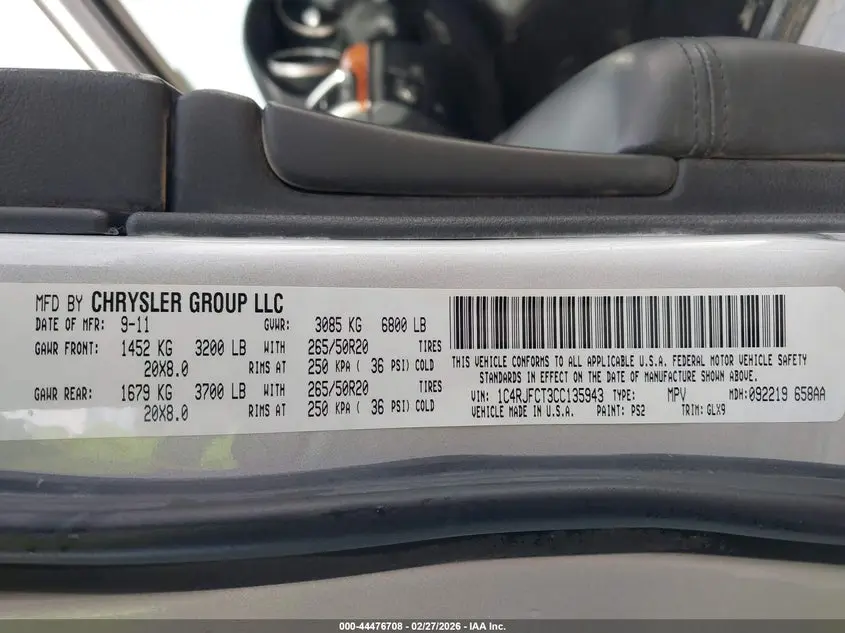 MFD BY CHRYSLER GROUP LLC
DATE OF MFR: 9-11 GVWR: 3085 KG 6800 LB
GAWR FRONT: 1452 KG 3200 LB WITH 265/50R20 TIRES
20X8.0 RIMS AT 250 KPA ( 36 PSI) COLD
GAWR REAR: 1679 KG 3700 LB WITH 265/50R20 TIRES
20X8.0 RIMS AT 250 KPA ( 36 PSI) COLD
THIS VEHICLE CONFORMS TO ALL APPLICABLE U.S.A. FEDERAL MOTOR VEHICLE SAFETY
STANDARDS IN EFFECT ON THE DATE OF MANUFACTURE SHOWN ABOVE.
VIN: 1C4RJFCT3CC135943 TYPE: MPV MDH:092219 658AA
VEHICLE MADE IN U.S.A. PAINT: PS2 TRIM: GLX9
000-44476708 | 02/27/2026 | IAA Inc.